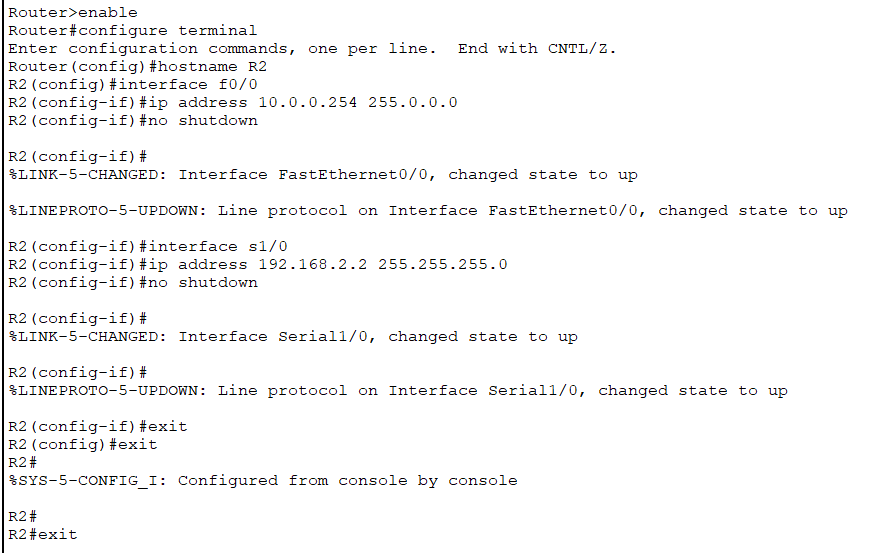 Router>enable
Router#configure terminal
Enter configuration commands, one per line.  End with CNTL/Z.
Router(config)#hostname R2
R2(config)#interface f0/0
R2(config-if)#ip address 10.0.0.254 255.0.0.0
R2(config-if)#no shutdown
R2(config-if)#
%LINK-5-CHANGED: Interface FastEthernet0/0, changed state to up
%LINEPROTO-5-UPDOWN: Line protocol on Interface FastEthernet0/0, changed state to up
R2(config-if)#interface s1/0
R2(config-if)#ip address 192.168.2.2 255.255.255.0
R2(config-if)#no shutdown
R2(config-if)#
%LINK-5-CHANGED: Interface Serial1/0, changed state to up
R2(config-if)#
%LINEPROTO-5-UPDOWN: Line protocol on Interface Serial1/0, changed state to up
R2(config-if)#exit
R2(config)#exit
R2#
%SYS-5-CONFIG_I: Configured from console by console
R2#
R2#exit